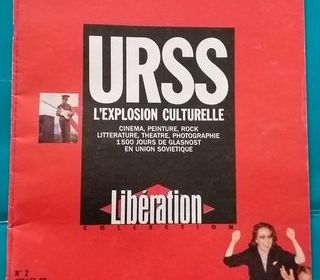 URSS
L'EXPLOSION CULTURELLE
CINEMA, PEINTURE, ROCK
LITTERATURE, THEATRE, PHOTOGRAPHIE
1 500 JOURS DE GLASNOST
EN UNION SOVIETIQUE
Libération
COLLECTION
N° 2